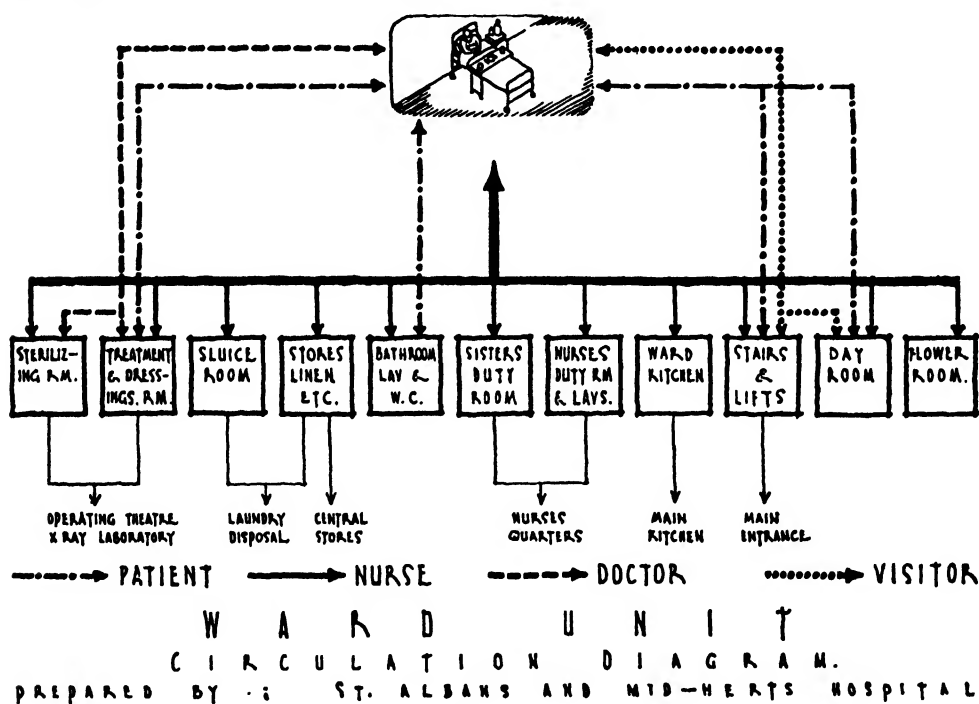 STERILIZ-
ING RM.
TREATMENT
& DRESS-
INGS. RM.
SLUICE
ROOM
STORES
LINEN
ETC.
BATHROOM
LAV &
W.C.
SISTERS
DUTY
ROOM
NURSES
DUTY RM
& LAVS.
WARD
KITCHEN
STAIRS
&
LIFTS
DAY
ROOM
FLOWER
ROOM.
OPERATING THEATRE
X RAY LABORATORY
LAUNDRY
DISPOSAL
CENTRAL
STORES
NURSES
QUARTERS
MAIN
KITCHEN
MAIN
ENTRANCE
PATIENT NURSE DOCTOR VISITOR
WARD UNIT
CIRCULATION DIAGRAM.
PREPARED BY .: ST. ALBANS AND MID-HERTS HOSPITAL